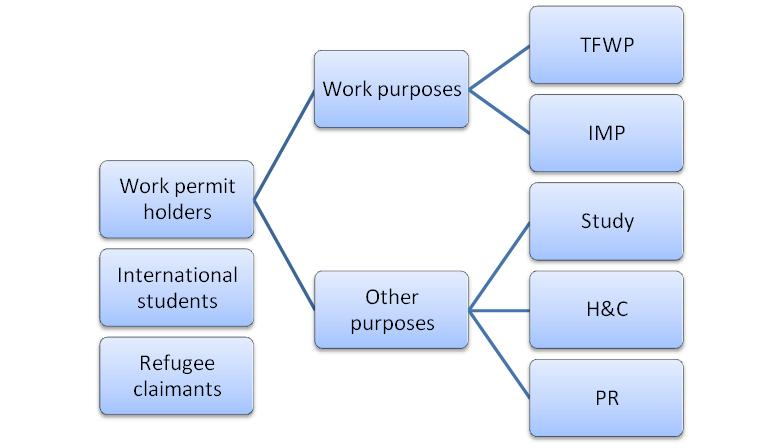 Work permit
holders
International
students
Refugee
claimants
Work purposes
Other
purposes
TFWP
IMP
Study
H&C
PR